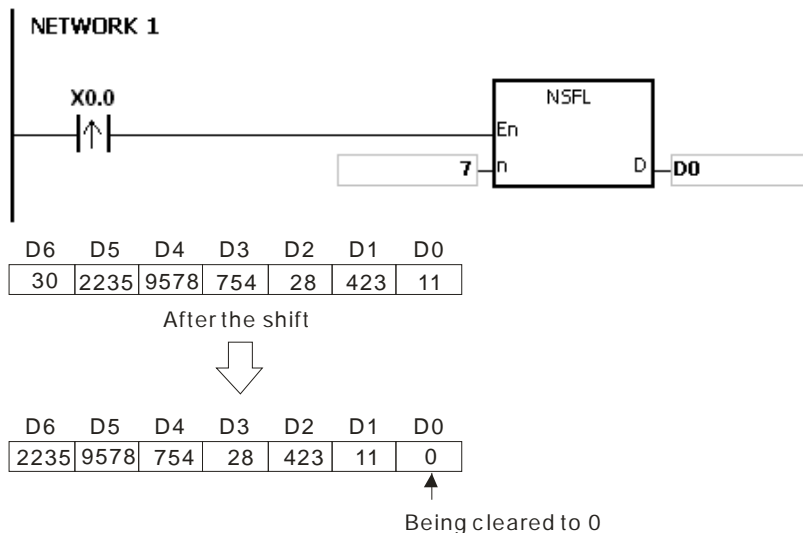 NETWORK 1
X0.0
NSFL
En
7 n D D0
D6 D5 D4 D3 D2 D1 D0
30 2235 9578 754 28 423 11
After the shift
D6 D5 D4 D3 D2 D1 D0
2235 9578 754 28 423 11 0
Being cleared to 0